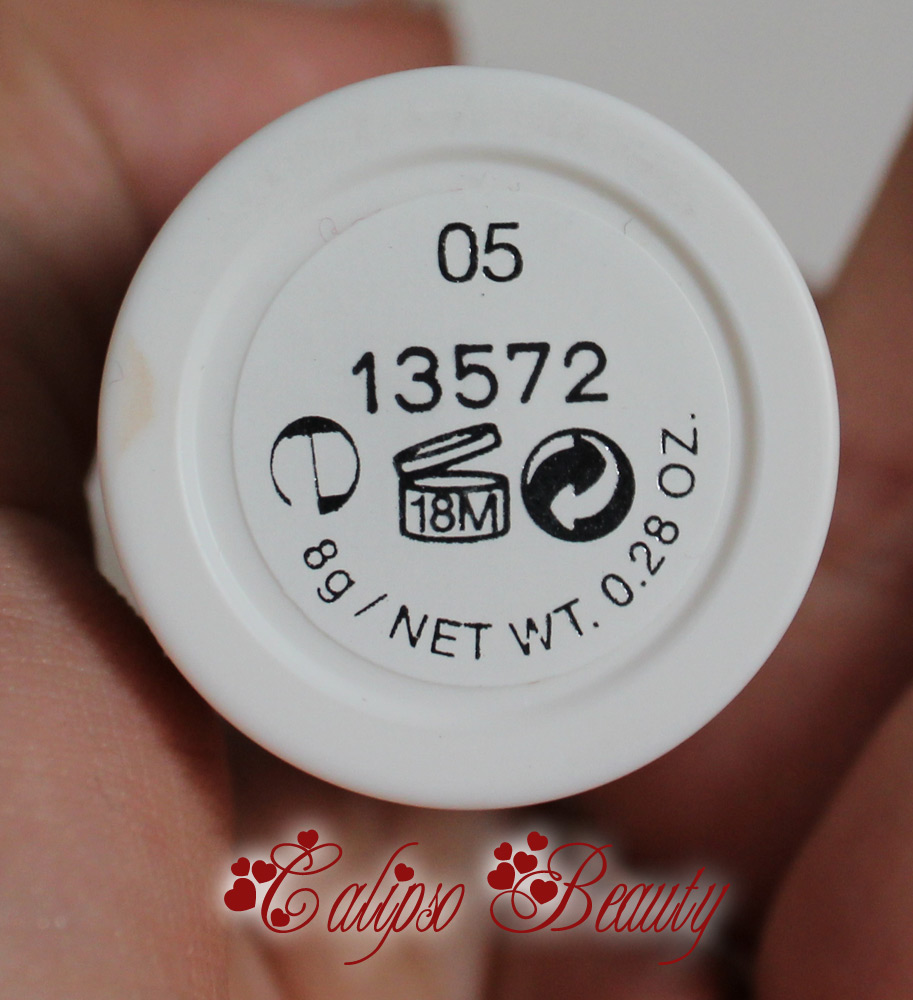 05
13572
e 18M
8g / NET WT. 0.28 OZ.
Calipso Beauty